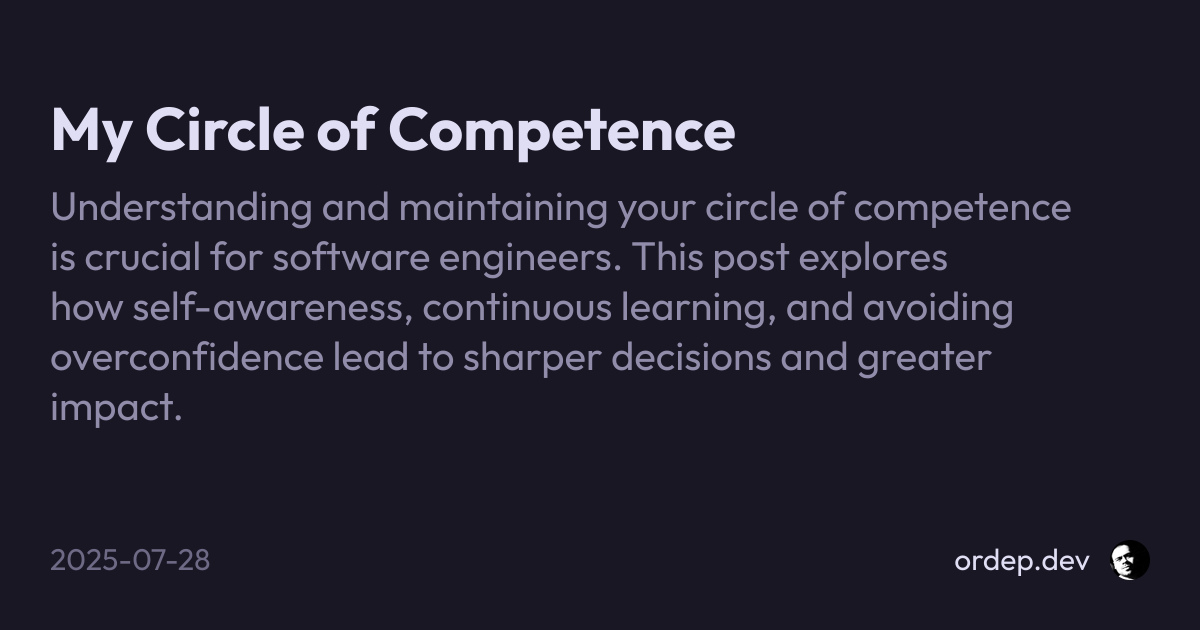 My Circle of Competence
Understanding and maintaining your circle of competence
is crucial for software engineers. This post explores
how self-awareness, continuous learning, and avoiding
overconfidence lead to sharper decisions and greater
impact.
2025-07-28
ordep.dev